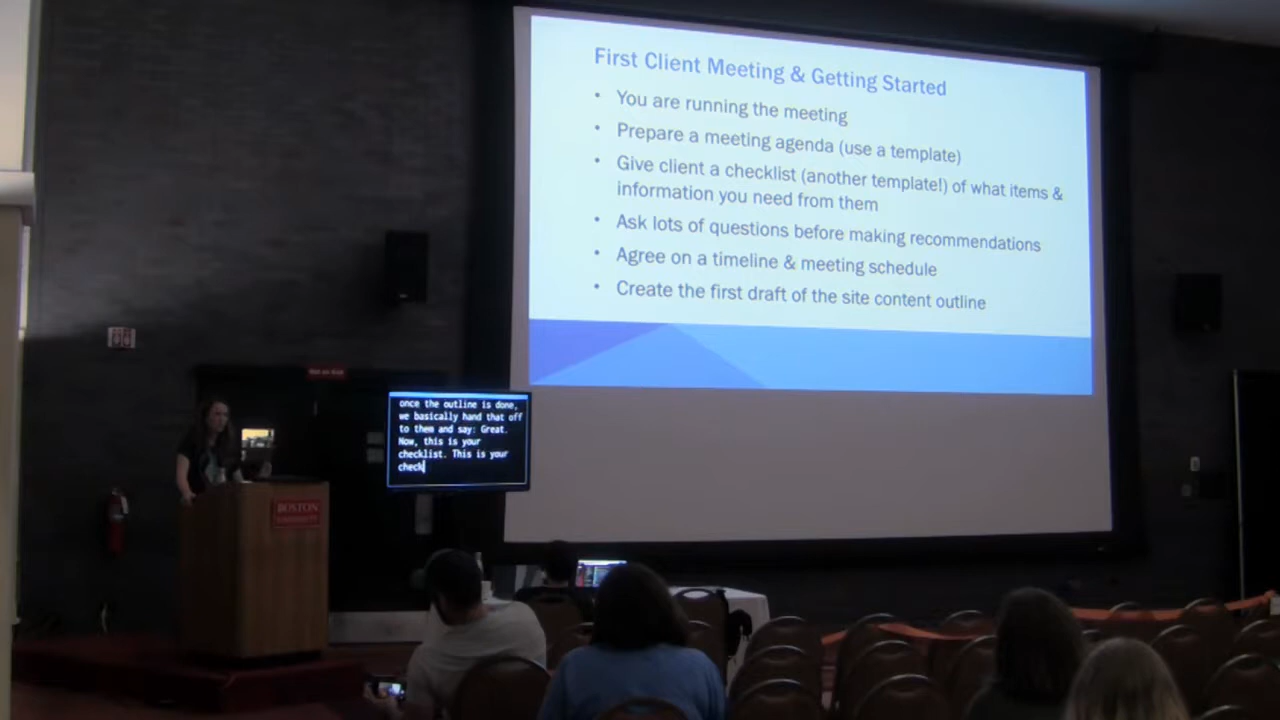 First Client Meeting & Getting Started
• You are running the meeting
• Prepare a meeting agenda (use a template)
• Give client a checklist (another template!) of what items &
information you need from them
• Ask lots of questions before making recommendations
• Agree on a timeline & meeting schedule
• Create the first draft of the site content outline
once the outline is done,
we basically hand that off
to them and say: Great.
Now, this is your
checklist. This is your
check
BOSTON
UNIVERSITY